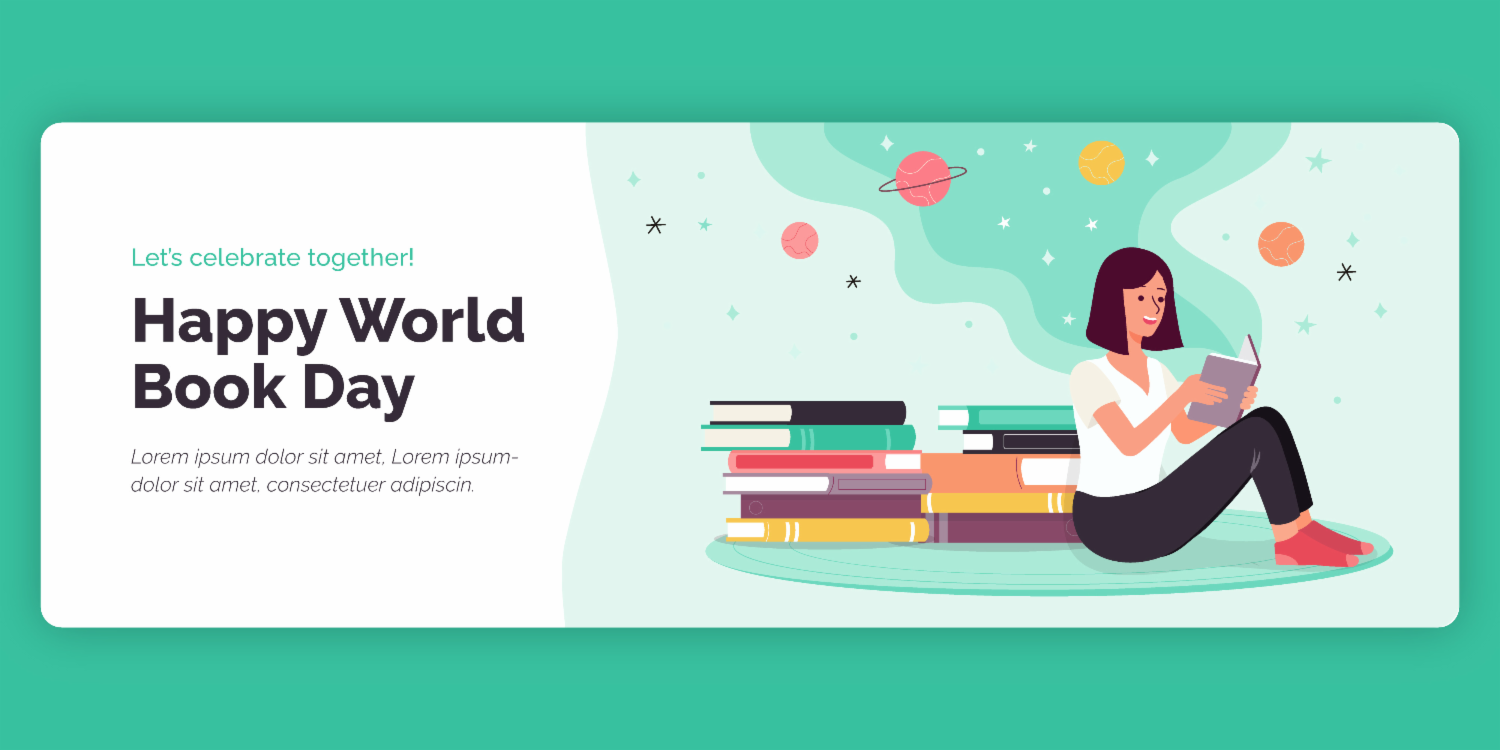 Let's celebrate together!
Happy World
Book Day
Lorem ipsum dolor sit amet, Lorem ipsum-
dolor sit amet, consectetuer adipiscin.